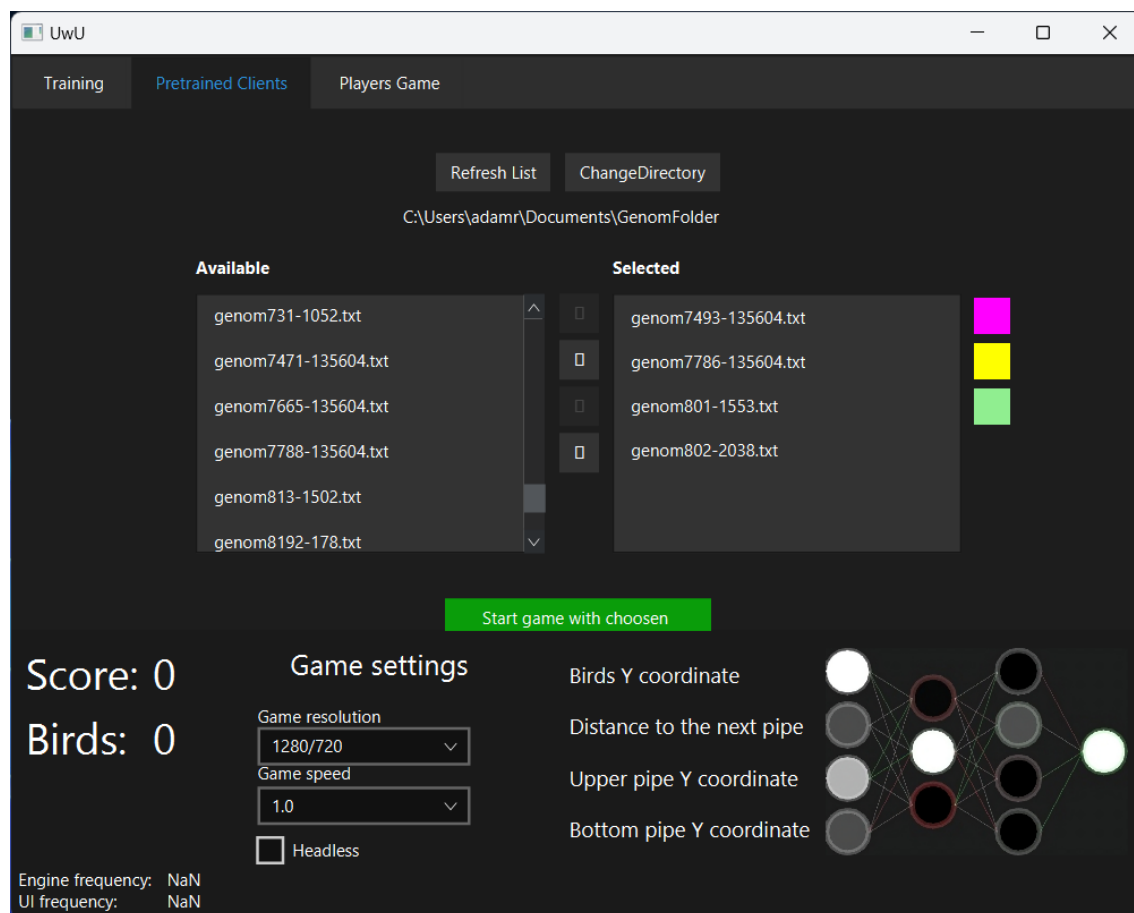 UwU
Training Pretrained Clients Players Game
Refresh List ChangeDirectory
C:\Users\adamr\Documents\GenomFolder
Available
genom731-1052.txt
genom7471-135604.txt
genom7665-135604.txt
genom7788-135604.txt
genom813-1502.txt
genom8192-178.txt
Selected
genom7493-135604.txt
genom7786-135604.txt
genom801-1553.txt
genom802-2038.txt
Start game with choosen
Score: 0
Birds: 0
Game settings
Game resolution
1280/720
Game speed
1.0
Headless
Birds Y coordinate
Distance to the next pipe
Upper pipe Y coordinate
Bottom pipe Y coordinate
Engine frequency: NaN
UI frequency: NaN